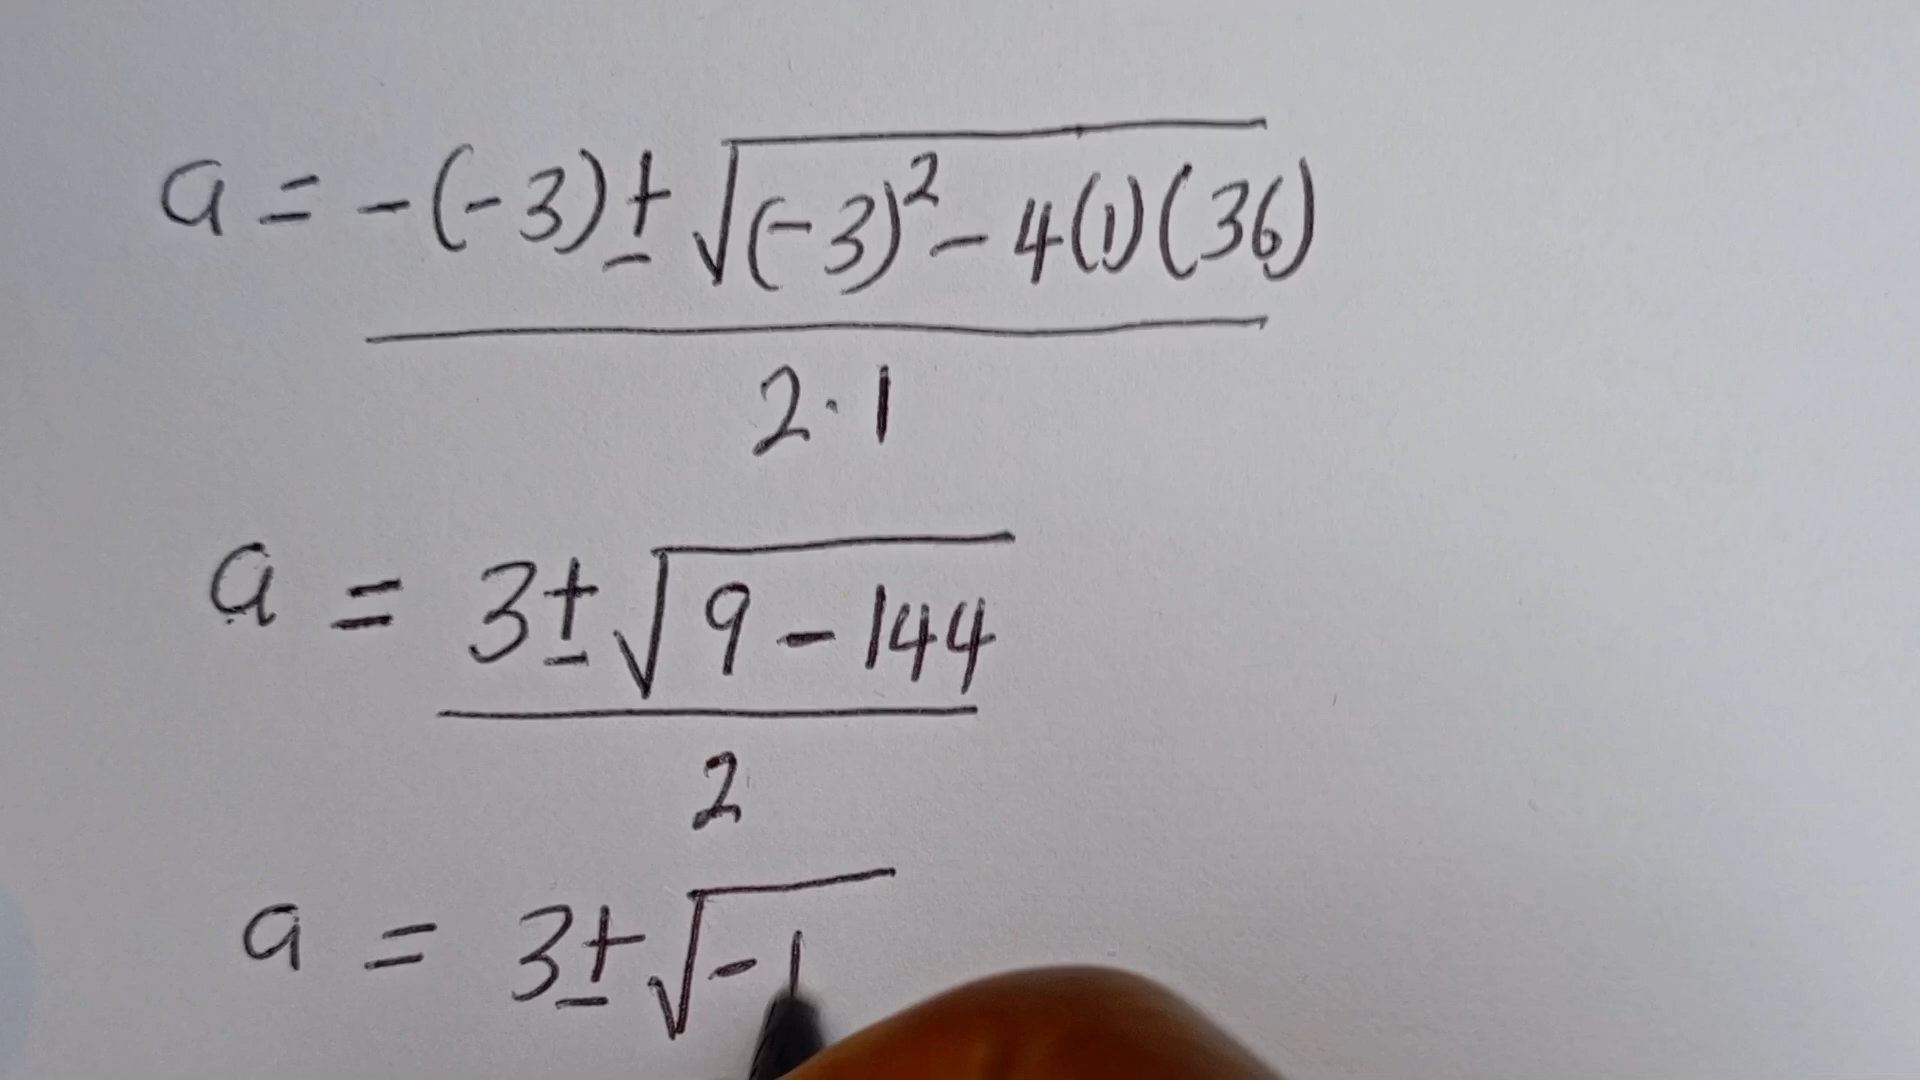 a = -(-3) ± √(-3)² - 4(1)(36)
2·1
a = 3 ± √9 - 144
2
a = 3 ± √-1